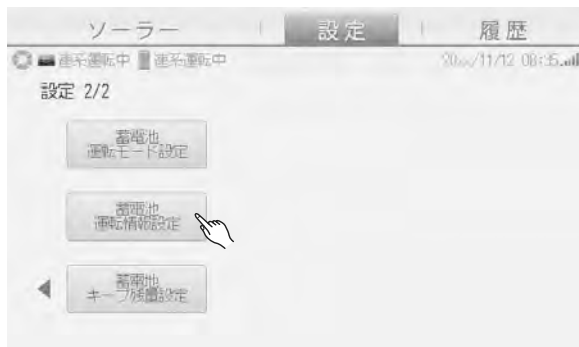 ソーラー 設定 履歴
連系運転中 連系運転中 20xx/11/12 08:35
設定 2/2
蓄電池
運転モード設定
蓄電池
運転情報設定
蓄電池
キープ残量設定